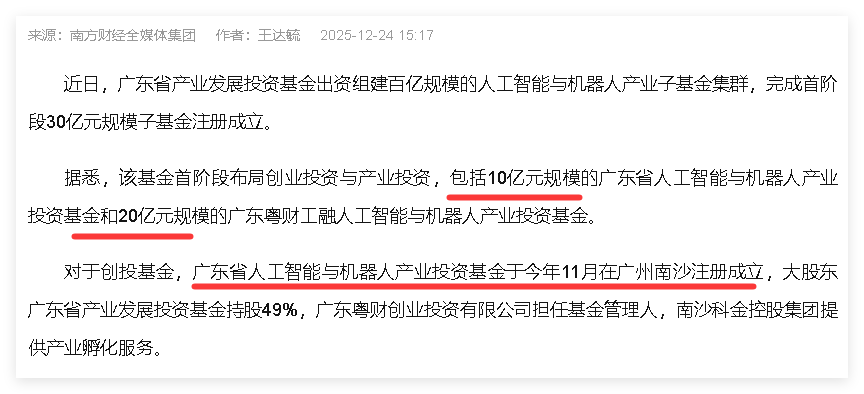 来源：南方财经全媒体集团 作者：王达毓 2025-12-24 15:17
近日，广东省产业发展投资基金出资组建百亿规模的人工智能与机器人产业子基金集群，完成首阶
段30亿元规模子基金注册成立。
据悉，该基金首阶段布局创业投资与产业投资，包括10亿元规模的广东省人工智能与机器人产业
投资基金和20亿元规模的广东粤财工融人工智能与机器人产业投资基金。
对于创投基金，广东省人工智能与机器人产业投资基金于今年11月在广州南沙注册成立，大股东
广东省产业发展投资基金持股49%，广东粤财创业投资有限公司担任基金管理人，南沙科金控股集团提
供产业孵化服务。